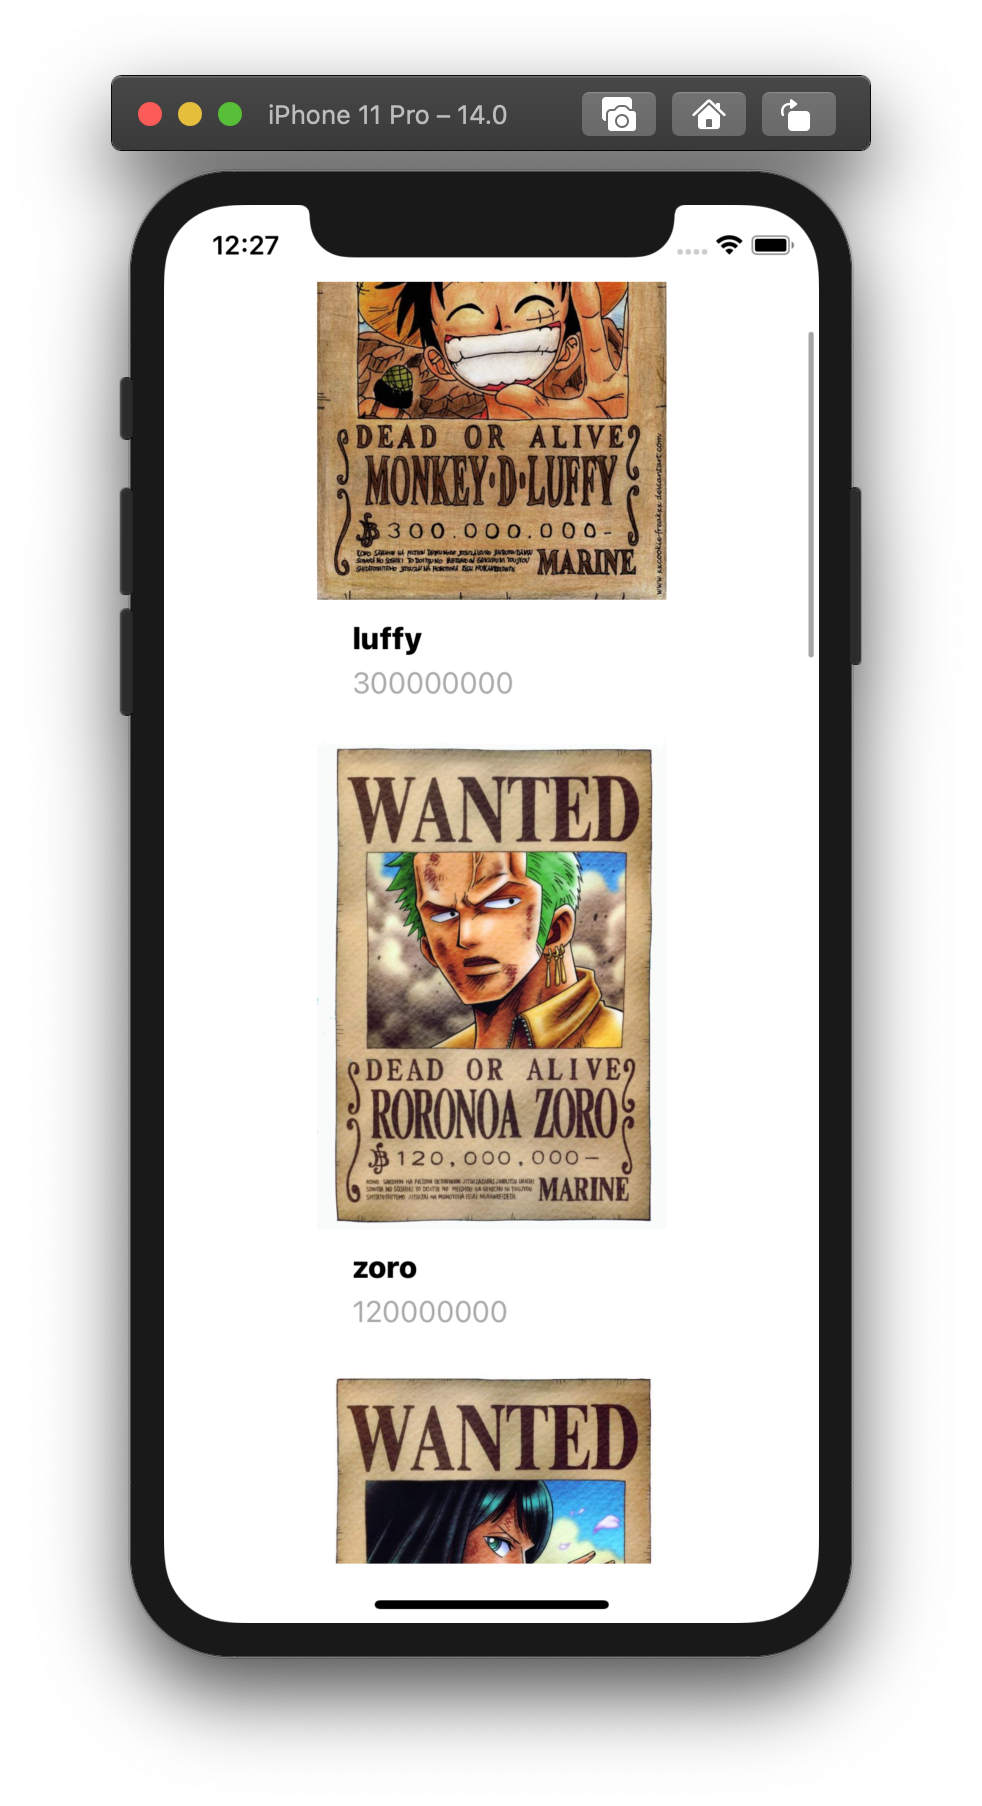 iPhone 11 Pro – 14.0
12:27
DEAD OR ALIVE
MONKEY·D·LUFFY
300.000.000-
MARINE
luffy
300000000
WANTED
DEAD OR ALIVE
RORONOA ZORO
120,000,000-
MARINE
zoro
120000000
WANTED